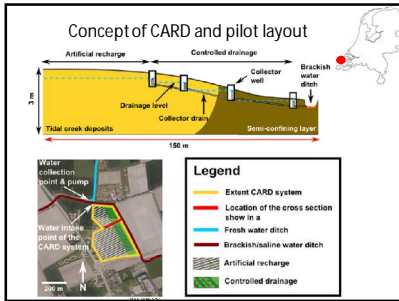 Concept of CARD and pilot layout
Artificial recharge
Controlled drainage
Collector
well
Brackish
water
ditch
3 m
Drainage level
Collector drain
Tidal creek deposits
Semi-confining layer
150 m
Water
collection
point & pump
Water intake
point of the
CARD system
N
200 m
Legend
Extent CARD system
Location of the cross section
show in a
Fresh water ditch
Brackish/saline water ditch
Artificial recharge
Controlled drainage